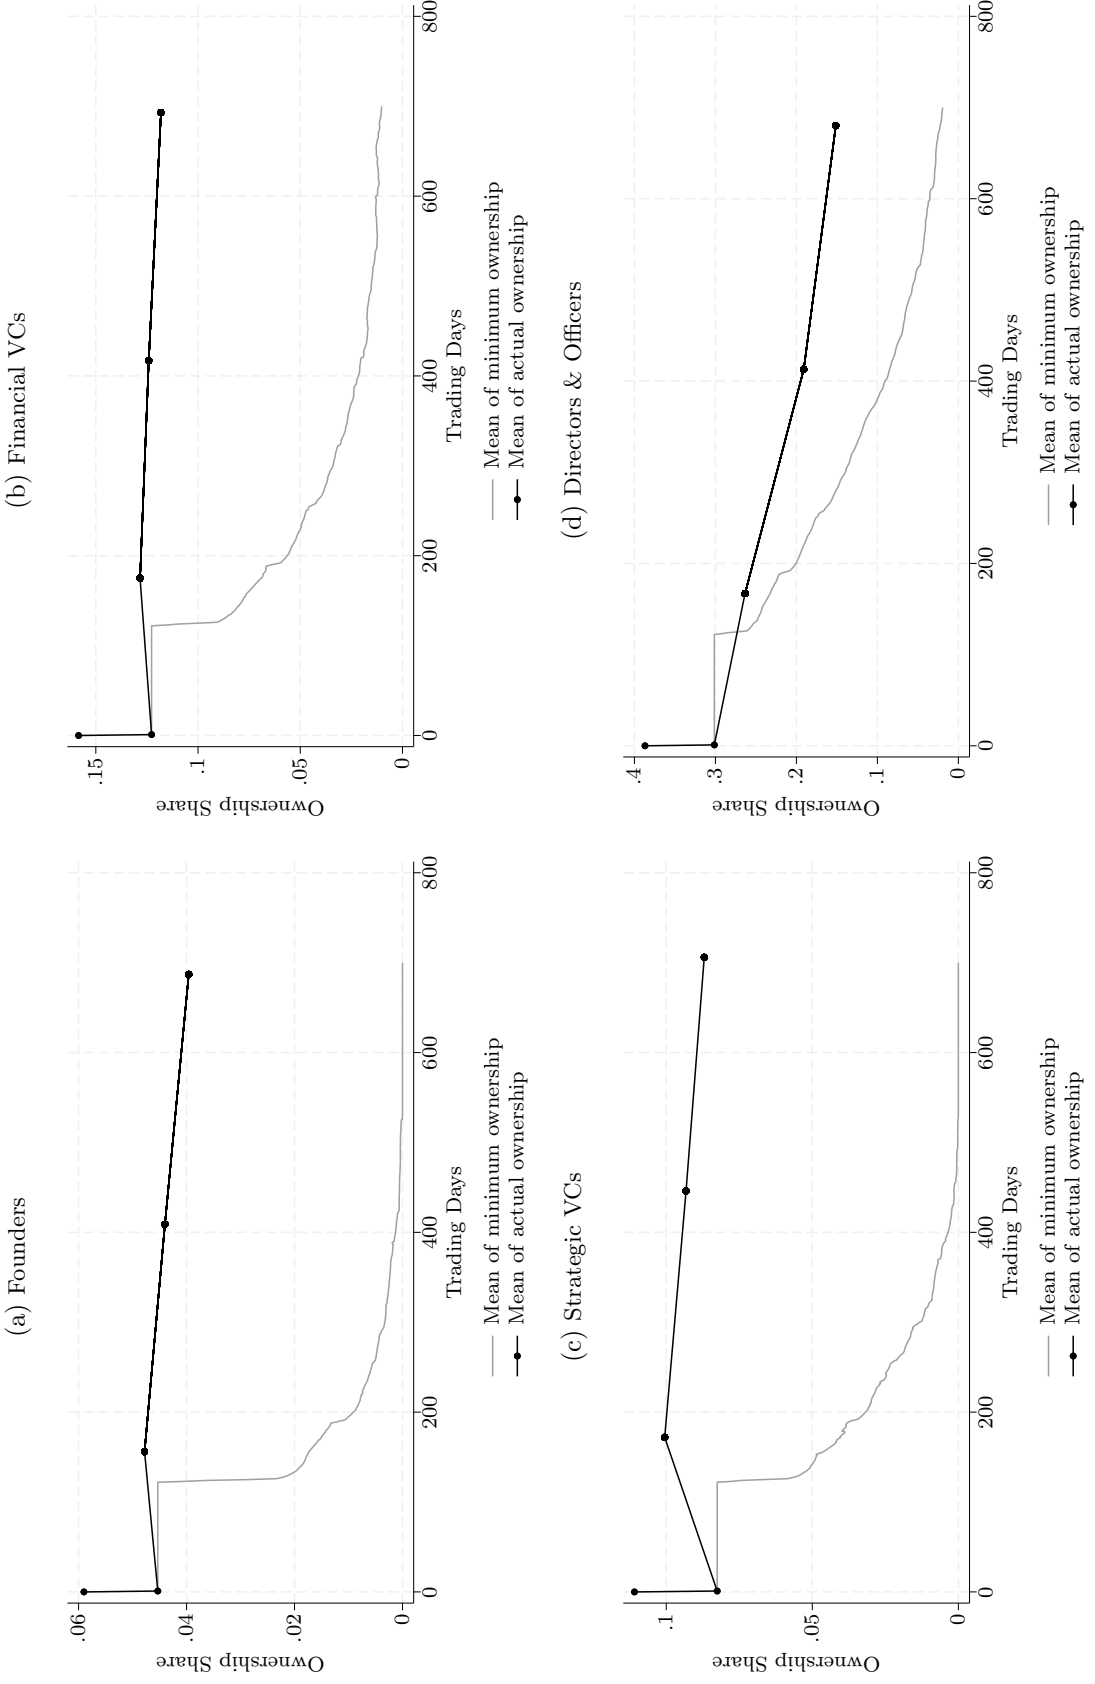 (a) Founders
Ownership Share
.06
.04
.02
0
0
200
400
600
800
Trading Days
Mean of minimum ownership
Mean of actual ownership
(b) Financial VCs
Ownership Share
.15
.1
.05
0
0
200
400
600
800
Trading Days
Mean of minimum ownership
Mean of actual ownership
(c) Strategic VCs
Ownership Share
.1
.05
0
0
200
400
600
800
Trading Days
Mean of minimum ownership
Mean of actual ownership
(d) Directors & Officers
Ownership Share
.4
.3
.2
.1
0
0
200
400
600
800
Trading Days
Mean of minimum ownership
Mean of actual ownership